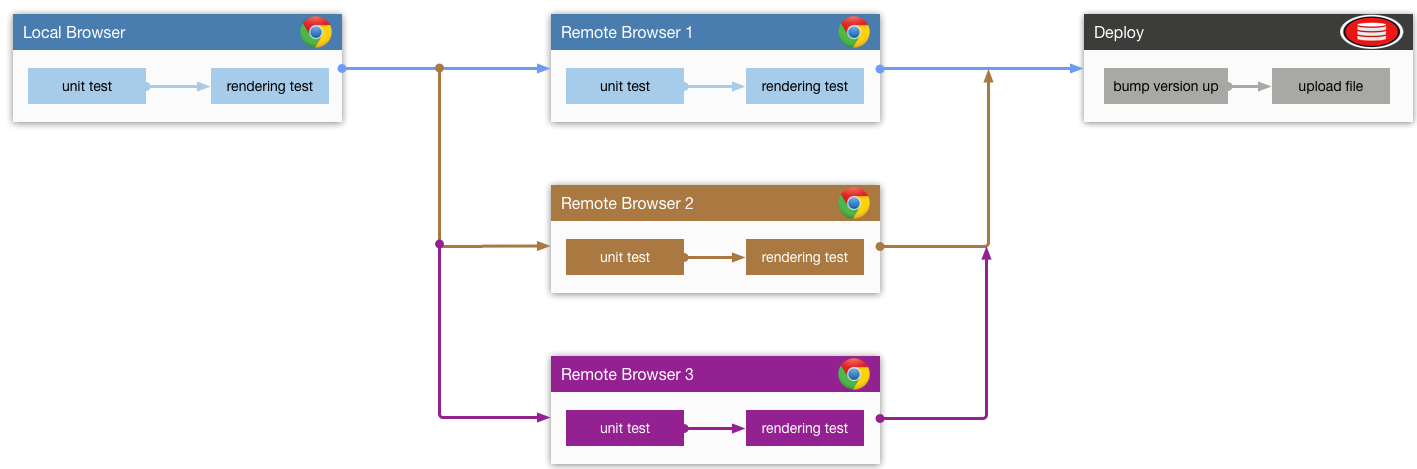 Local Browser
unit test
rendering test
Remote Browser 1
unit test
rendering test
Deploy
bump version up
upload file
Remote Browser 2
unit test
rendering test
Remote Browser 3
unit test
rendering test